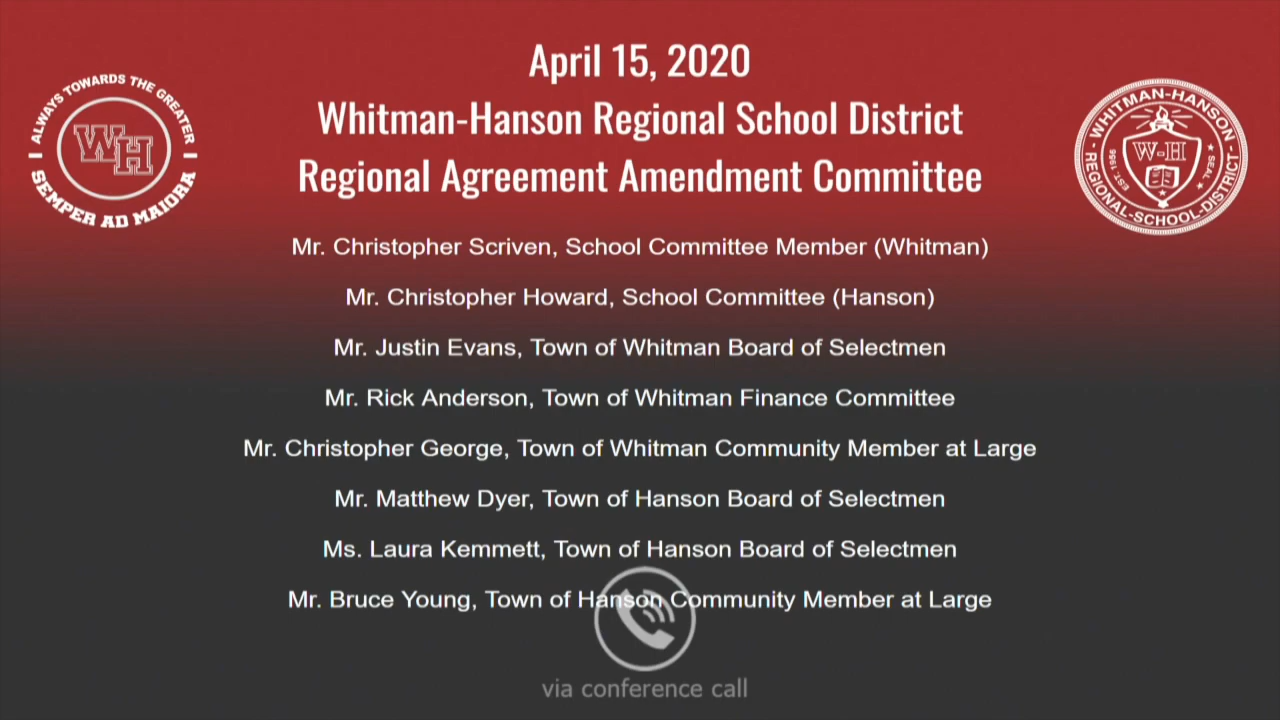 April 15, 2020
Whitman-Hanson Regional School District
Regional Agreement Amendment Committee
ALWAYS TOWARDS THE GREATER
WH
SEMPER AD MAIORA
WHITMAN-HANSON
W-H
EST. 1956
SEAL
REGIONAL-SCHOOL-DISTRICT
Mr. Christopher Scriven, School Committee Member (Whitman)
Mr. Christopher Howard, School Committee (Hanson)
Mr. Justin Evans, Town of Whitman Board of Selectmen
Mr. Rick Anderson, Town of Whitman Finance Committee
Mr. Christopher George, Town of Whitman Community Member at Large
Mr. Matthew Dyer, Town of Hanson Board of Selectmen
Ms. Laura Kemmett, Town of Hanson Board of Selectmen
Mr. Bruce Young, Town of Hanson Community Member at Large
via conference call